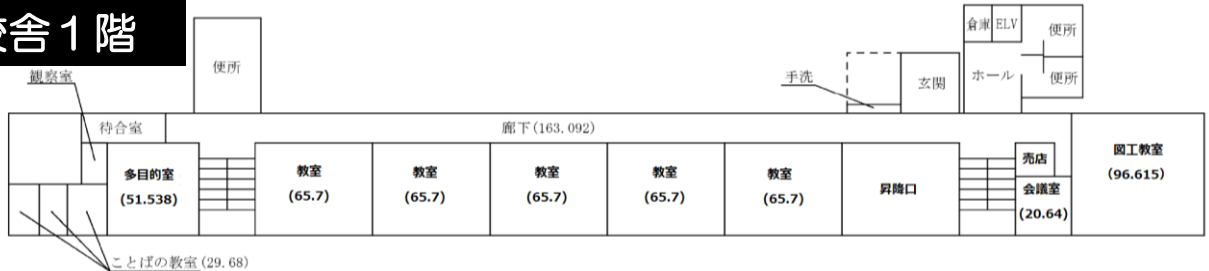 校舎１階
便所
倉庫 ELV
便所
ホール
便所
手洗
玄関
観察室
待合室
廊下(163.092)
多目的室
(51.538)
教室
(65.7)
教室
(65.7)
教室
(65.7)
教室
(65.7)
教室
(65.7)
昇降口
売店
会議室
(20.64)
図工教室
(96.615)
ことばの教室(29.68)